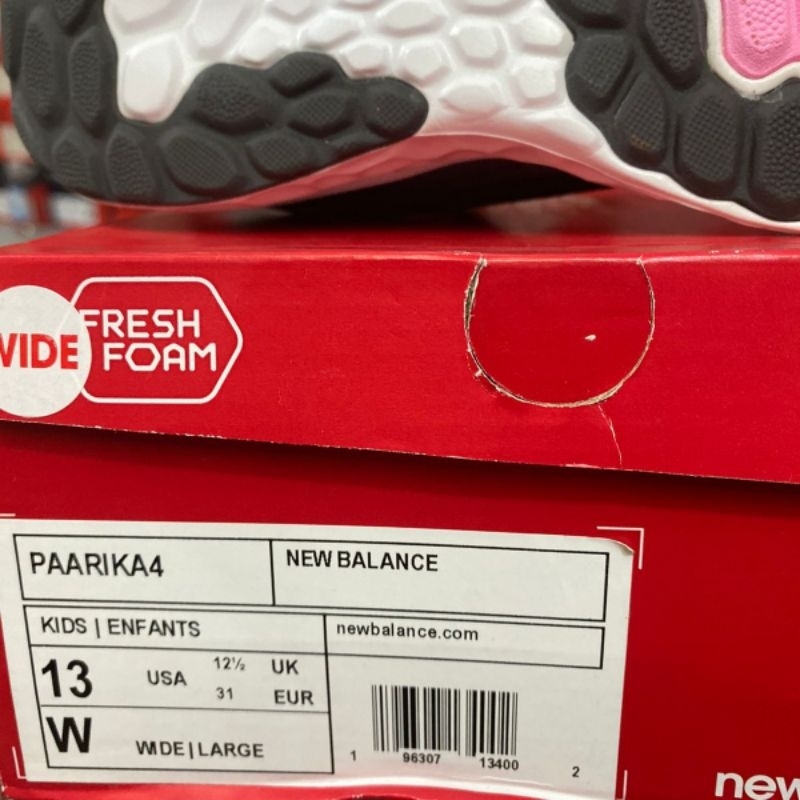 WIDE
FRESH
FOAM
PAARIKA4
NEW BALANCE
KIDS | ENFANTS
newbalance.com
13 USA 12½ UK
31 EUR
W WIDE | LARGE
1 96307 13400 2
new